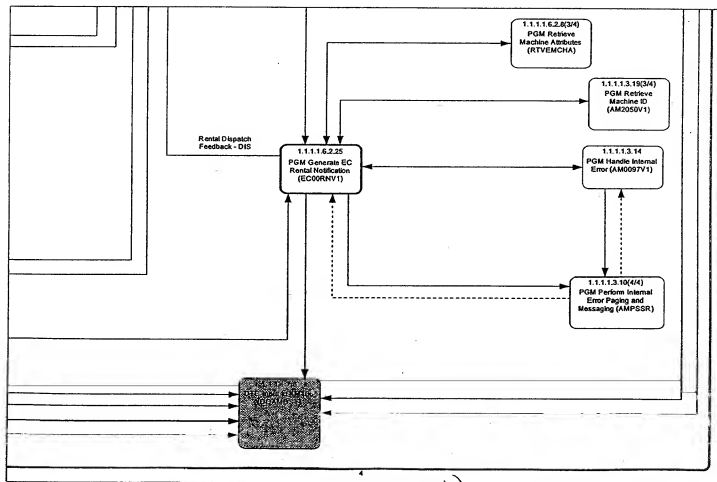 1.1.1.1.6.2.8(3/4)
PGM Retrieve
Machine Attributes
(RTVEMCHA)
1.1.1.1.3.19(3/4)
PGM Retrieve
Machine ID
(AM2050V1)
Rental Dispatch
Feedback - DIS
1.1.1.1.6.2.25
PGM Generate EC
Rental Notification
(EC00RNV1)
1.1.1.1.3.14
PGM Handle Internal
Error (AM0097V1)
1.1.1.1.3.10(4/4)
PGM Perform Internal
Error Paging and
Messaging (AMPSSR)
4